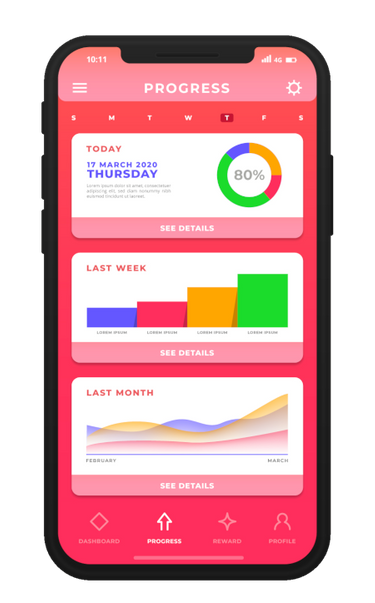 10:11
4G
PROGRESS
S M T W T F S
TODAY
17 MARCH 2020
THURSDAY
80%
Lorem ipsum dolor sit amet, consectetuer
adipiscing elit, sed diam nonummy nibh
euismod tincidunt ut laoreet.
SEE DETAILS
LAST WEEK
LOREM IPSUM LOREM IPSUM LOREM IPSUM LOREM IPSUM
SEE DETAILS
LAST MONTH
FEBRUARY MARCH
SEE DETAILS
DASHBOARD PROGRESS REWARD PROFILE